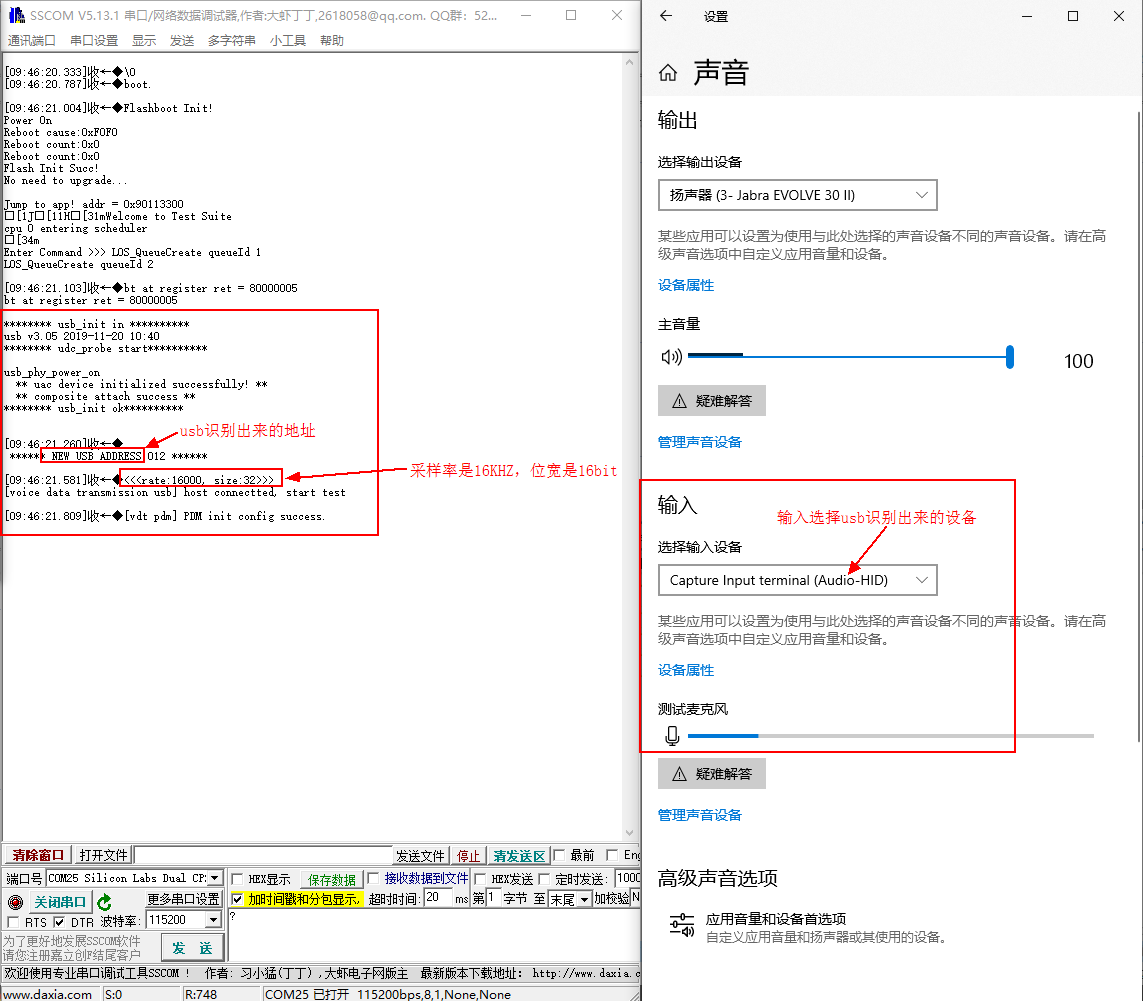 SSCOM V5.13.1 串口/网络数据调试器,作者:大虾丁丁,2618058@qq.com. QQ群: 52...
通讯端口 串口设置 显示 发送 多字符串 小工具 帮助
[09:46:20.333]收←◆\0
[09:46:20.787]收←◆boot.
[09:46:21.004]收←◆Flashboot Init!
Power On
Reboot cause:0xF0F0
Reboot count:0x0
Reboot count:0x0
Flash Init Succ!
No need to upgrade...
Jump to app! addr = 0x90113300
□[1J□[11H□[31mWelcome to Test Suite
cpu 0 entering scheduler
□[34m
Enter Command >>> LOS_QueueCreate queueId 1
LOS_QueueCreate queueId 2
[09:46:21.103]收←◆bt at register ret = 80000005
bt at register ret = 80000005
******** usb_init in **********
usb v3.05 2019-11-20 10:40
******** udc_probe start**********
usb_phy_power_on
** uac device initialized successfully! **
** composite attach success **
******** usb_init ok**********
usb识别出来的地址
[09:46:21.260]收←◆
****** NEW USB ADDRESS 012 ******
采样率是16KHZ，位宽是16bit
[09:46:21.581]收←◆<<<rate:16000, size:32>>>
[voice data transmission usb] host connectted, start test
[09:46:21.809]收←◆[vdt pdm] PDM init config success.
清除窗口 打开文件 发送文件 停止 清发送区 最前 Eng
端口号 COM25 Silicon Labs Dual CP: HEX显示 保存数据 接收数据到文件 HEX发送 定时发送: 1000
关闭串口 更多串口设置 加时间戳和分包显示, 超时时间: 20 ms 第 1 字节 至 末尾 加校验 N
RTS DTR 波特率: 115200 ?
为了更好地发展SSCOM软件
请您注册嘉立创F结尾客户
发 送
欢迎使用专业串口调试工具SSCOM ! 作者: 习小猛(丁丁) ,大虾电子网版主 最新版本下载地址: http://www.daxia.c
www.daxia.com S:0 R:748 COM25 已打开 115200bps,8,1,None,None
设置
声音
输出
选择输出设备
扬声器 (3- Jabra EVOLVE 30 II)
某些应用可以设置为使用与此处选择的声音设备不同的声音设备。请在高
级声音选项中自定义应用音量和设备。
设备属性
主音量
100
疑难解答
管理声音设备
输入
输入选择usb识别出来的设备
选择输入设备
Capture Input terminal (Audio-HID)
某些应用可以设置为使用与此处选择的声音设备不同的声音设备。请在高
级声音选项中自定义应用音量和设备。
设备属性
测试麦克风
疑难解答
管理声音设备
高级声音选项
应用音量和设备首选项
自定义应用音量和扬声器或其使用的设备。